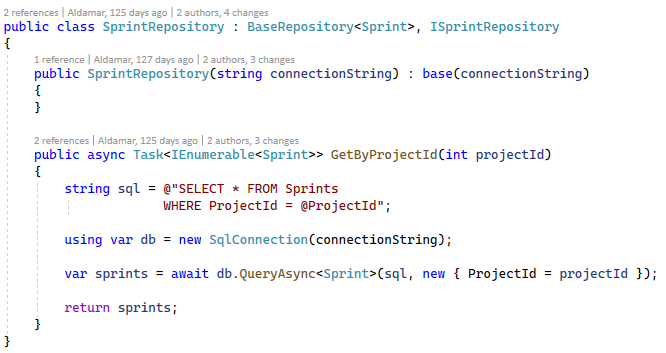 2 references | Aldamar, 125 days ago | 2 authors, 4 changes
public class SprintRepository : BaseRepository<Sprint>, ISprintRepository
{
1 reference | Aldamar, 127 days ago | 2 authors, 3 changes
public SprintRepository(string connectionString) : base(connectionString)
{
}
2 references | Aldamar, 125 days ago | 2 authors, 3 changes
public async Task<IEnumerable<Sprint>> GetByProjectId(int projectId)
{
string sql = @"SELECT * FROM Sprints
WHERE ProjectId = @ProjectId";
using var db = new SqlConnection(connectionString);
var sprints = await db.QueryAsync<Sprint>(sql, new { ProjectId = projectId });
return sprints;
}
}